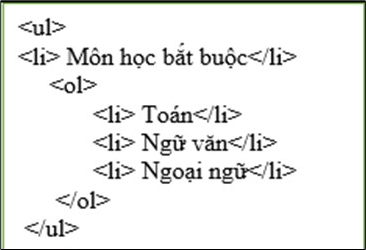 <ul>
<li> Môn học bắt buộc</li>
<ol>
<li> Toán</li>
<li> Ngữ văn</li>
<li> Ngoại ngữ</li>
</ol>
</ul>